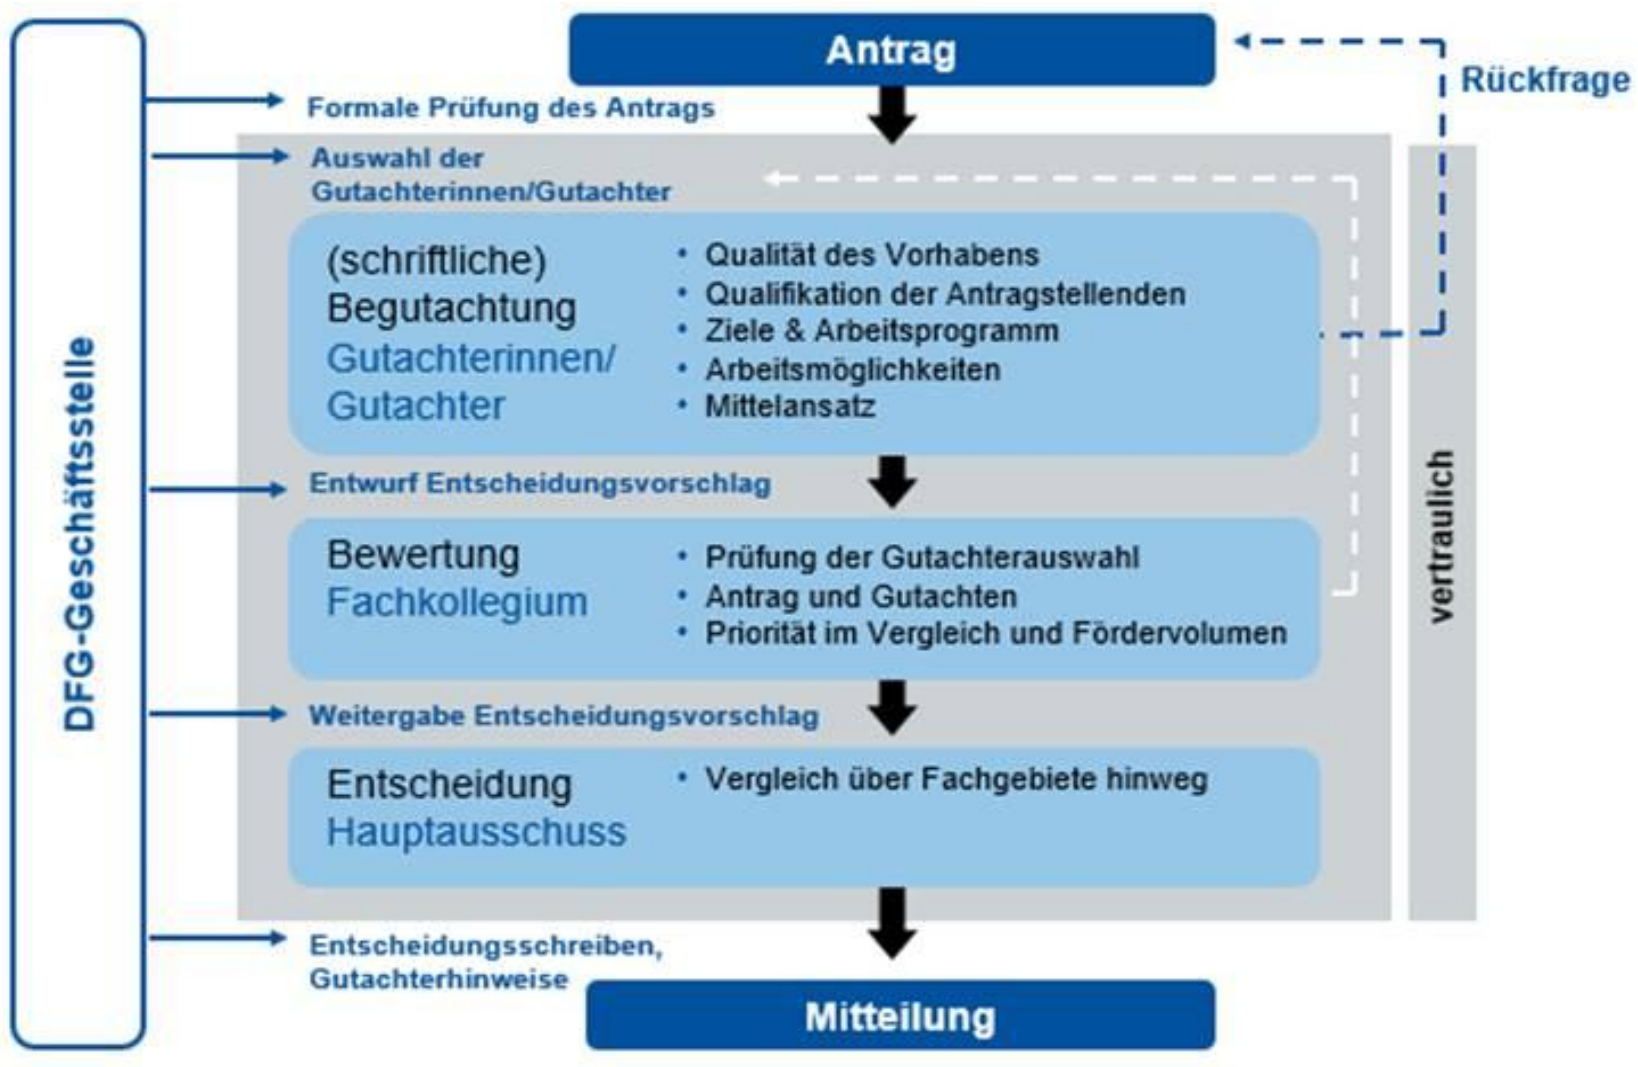 Antrag
Rückfrage
Formale Prüfung des Antrags
Auswahl der
Gutachterinnen/Gutachter
(schriftliche)
Begutachtung
Gutachterinnen/
Gutachter
• Qualität des Vorhabens
• Qualifikation der Antragstellenden
• Ziele & Arbeitsprogramm
• Arbeitsmöglichkeiten
• Mittelansatz
Entwurf Entscheidungsvorschlag
Bewertung
Fachkollegium
• Prüfung der Gutachterauswahl
• Antrag und Gutachten
• Priorität im Vergleich und Fördervolumen
Weitergabe Entscheidungsvorschlag
Entscheidung
Hauptausschuss
• Vergleich über Fachgebiete hinweg
Entscheidungsschreiben,
Gutachterhinweise
Mitteilung
DFG-Geschäftsstelle
vertraulich